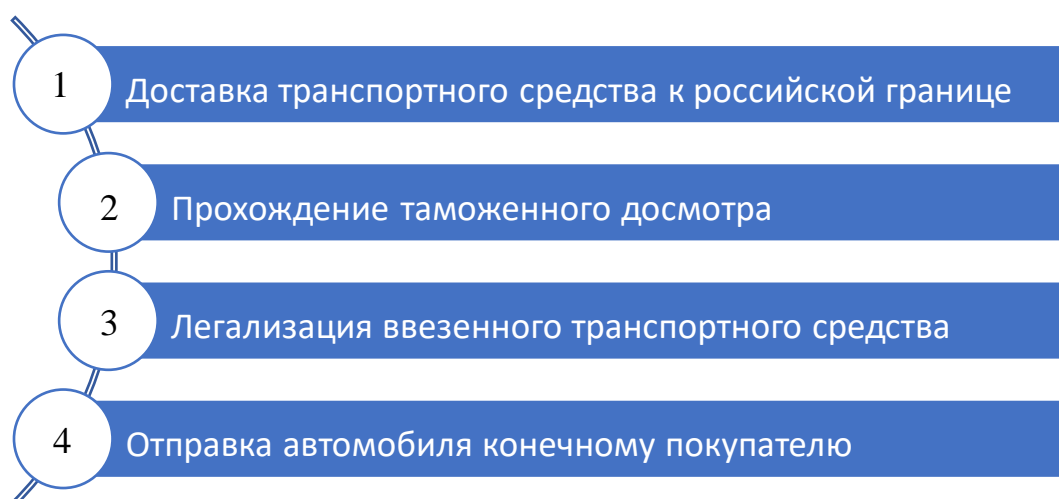 1 Доставка транспортного средства к российской границе
2 Прохождение таможенного досмотра
3 Легализация ввезенного транспортного средства
4 Отправка автомобиля конечному покупателю